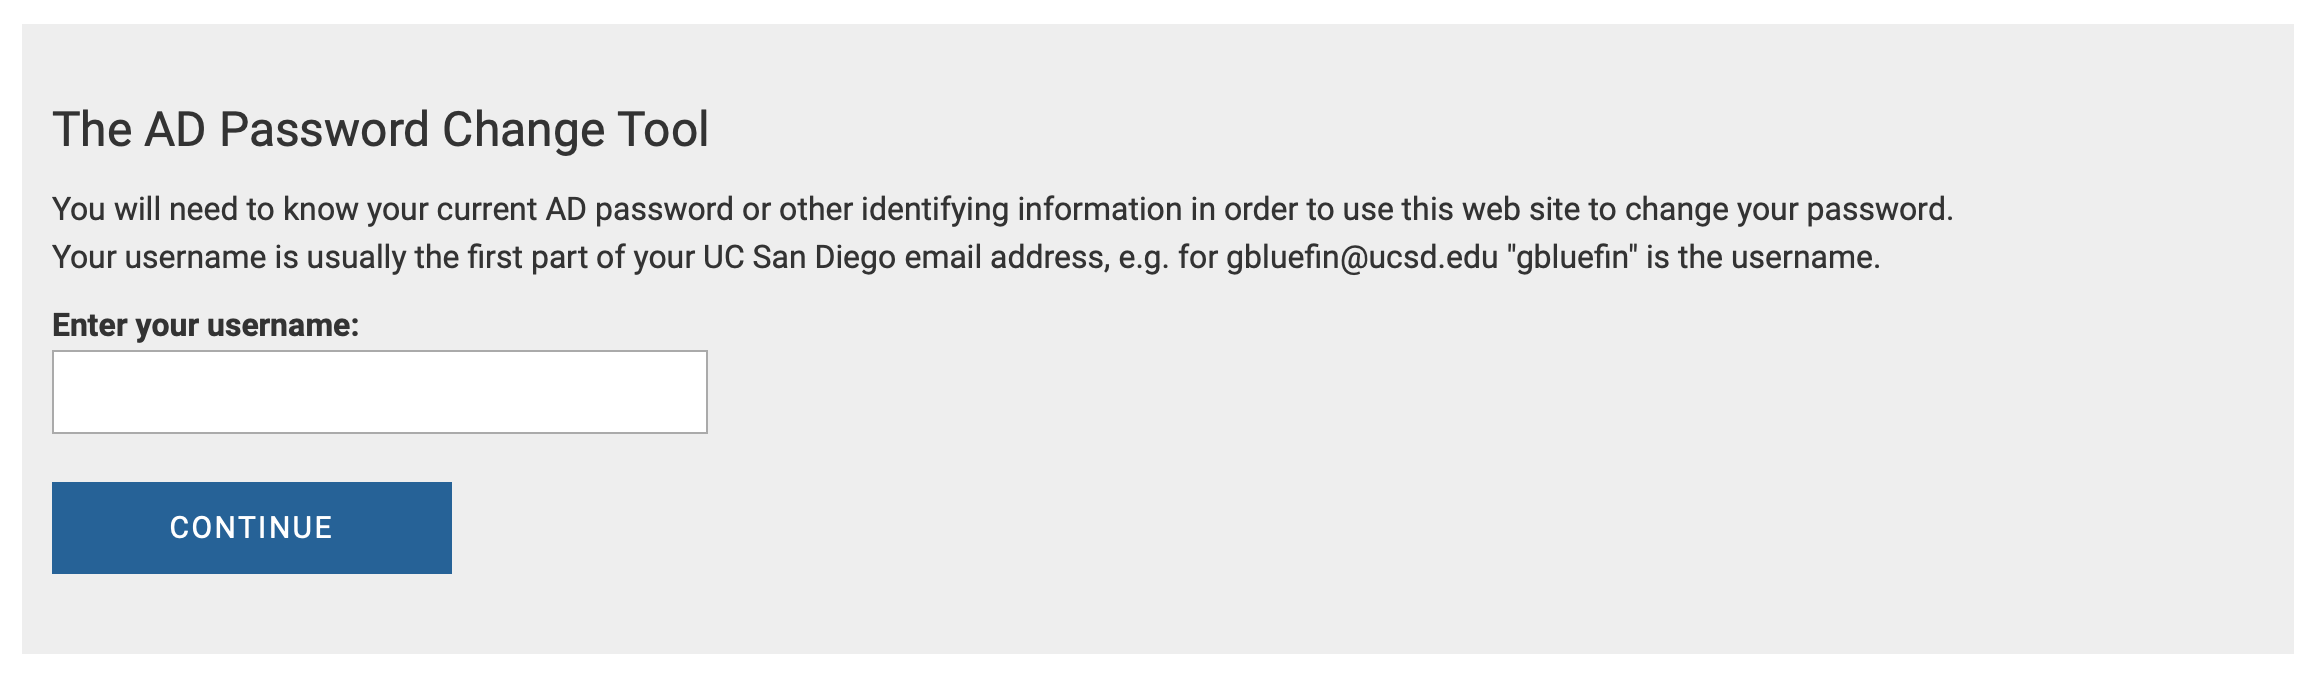 The AD Password Change Tool
You will need to know your current AD password or other identifying information in order to use this web site to change your password.
Your username is usually the first part of your UC San Diego email address, e.g. for gbluefin@ucsd.edu "gbluefin" is the username.
Enter your username:
CONTINUE